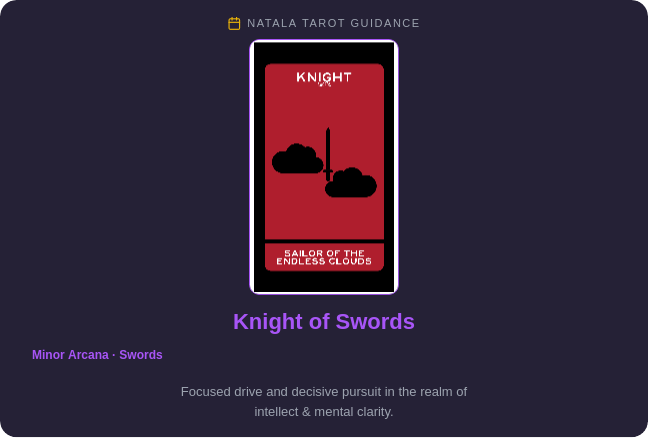 NATALA TAROT GUIDANCE
KNIGHT
SAILOR OF THE
ENDLESS CLOUDS
Knight of Swords
Minor Arcana · Swords
Focused drive and decisive pursuit in the realm of
intellect & mental clarity.